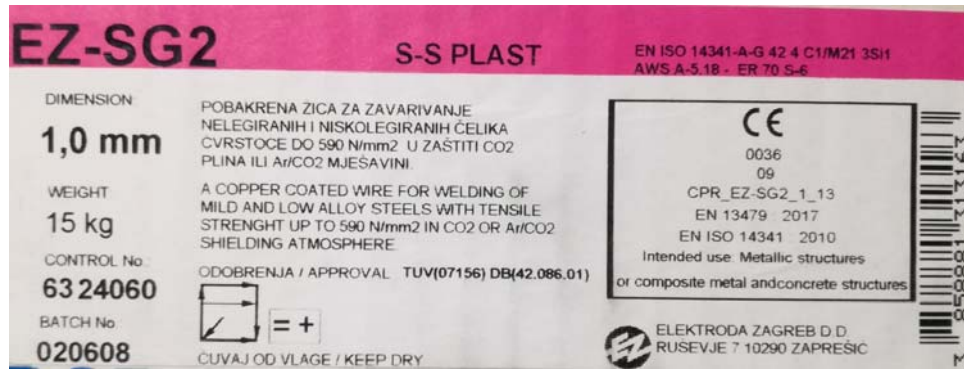 EZ-SG2
S-S PLAST
EN ISO 14341-A-G 42 4 C1/M21 3Si1
AWS A-5.18 - ER 70 S-6
DIMENSION
1,0 mm
WEIGHT
15 kg
CONTROL No.
6324060
BATCH No.
020608
POBAKRENA ŽICA ZA ZAVARIVANJE
NELEGIRANIH I NISKOLEGIRANIH ČELIKA
CVRSTOCE DO 590 N/mm2 U ZAŠTITI CO2
PLINA ILI Ar/CO2 MJEŠAVINI.
A COPPER COATED WIRE FOR WELDING OF
MILD AND LOW ALLOY STEELS WITH TENSILE
STRENGHT UP TO 590 N/mm2 IN CO2 OR Ar/CO2
SHIELDING ATMOSPHERE.
ODOBRENJA / APPROVAL TUV(07156) DB(42.086.01)
= +
ČUVAJ OD VLAGE / KEEP DRY
CE
0036
09
CPR_EZ-SG2_1_13
EN 13479 : 2017
EN ISO 14341 : 2010
Intended use: Metallic structures
or composite metal andconcrete structures
EZ
ELEKTRODA ZAGREB D.D.
RUSEVJE 7 10290 ZAPREŠIĆ